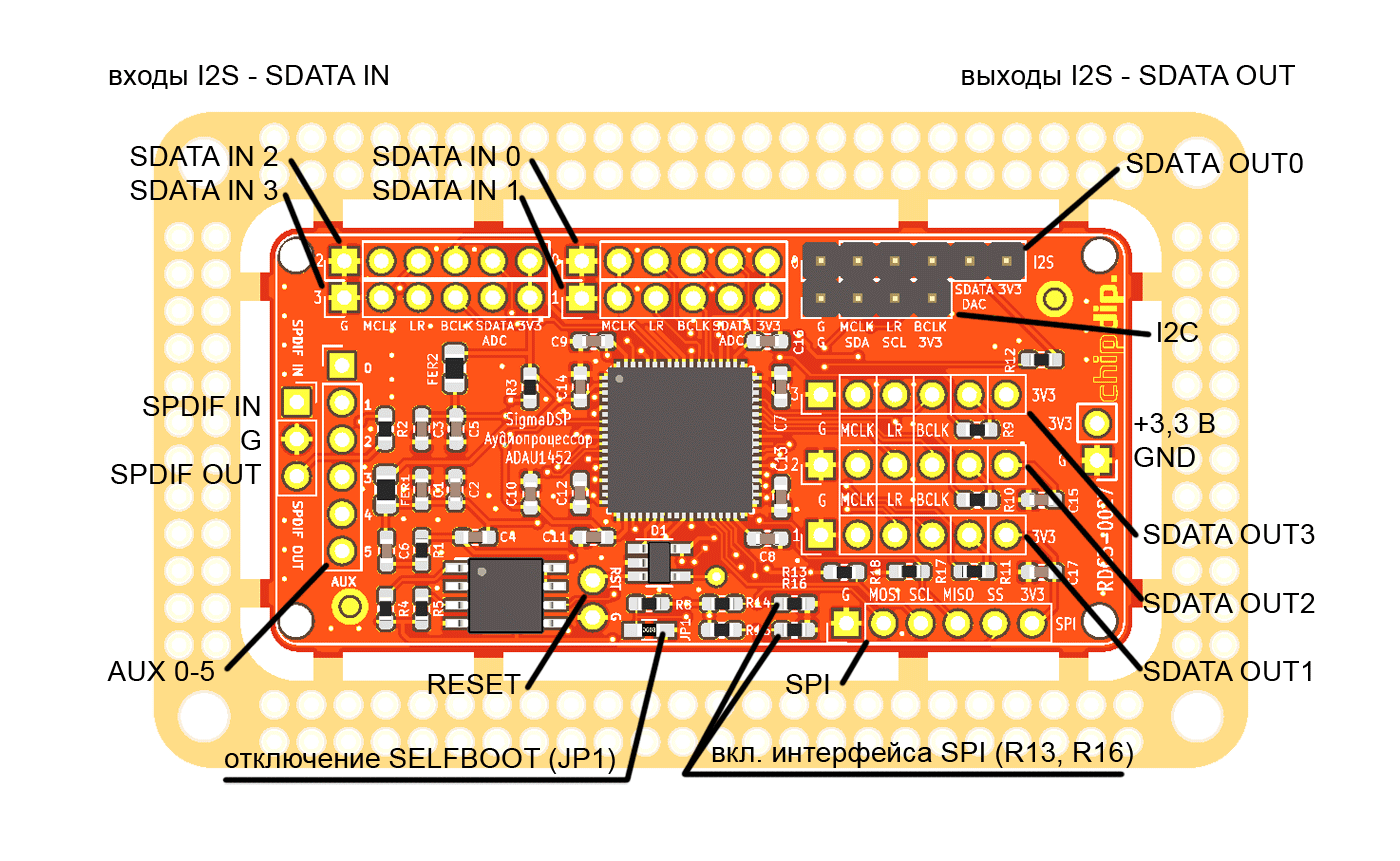 входы I2S - SDATA IN
выходы I2S - SDATA OUT
SDATA IN 2
SDATA IN 3
SDATA IN 0
SDATA IN 1
SDATA OUT0
I2C
SPDIF IN
G
SPDIF OUT
AUX 0-5
+3,3 В
GND
SDATA OUT3
SDATA OUT2
SDATA OUT1
RESET
SPI
отключение SELFBOOT (JP1)
вкл. интерфейса SPI (R13, R16)
2
3
G MCLK LR BCLK SDATA 3V3
ADC
0
1
MCLK LR BCLK SDATA 3V3
ADC
0
I2S
SDATA 3V3
DAC
G MCLK LR BCLK
G SDA SCL 3V3
SPDIF IN
SPDIF OUT
0
1
2
3
4
5
AUX
FER2
R3
C9
C14
C16
C7
C13
R12
chipdip.
SigmaDSP
Аудиопроцессор
ADAU1452
R2
C3
C5
FER1
C2
C10
C12
C6
C4
C11
R4
R5
D1
C8
RST
G
JP1
R14
R13
R16
R18
R17
R11
C17
3
3V3
G MCLK LR BCLK
R9
2
G MCLK LR BCLK
R10
C15
1
3V3
3V3
G
G MOSI SCL MISO SS 3V3
SPI